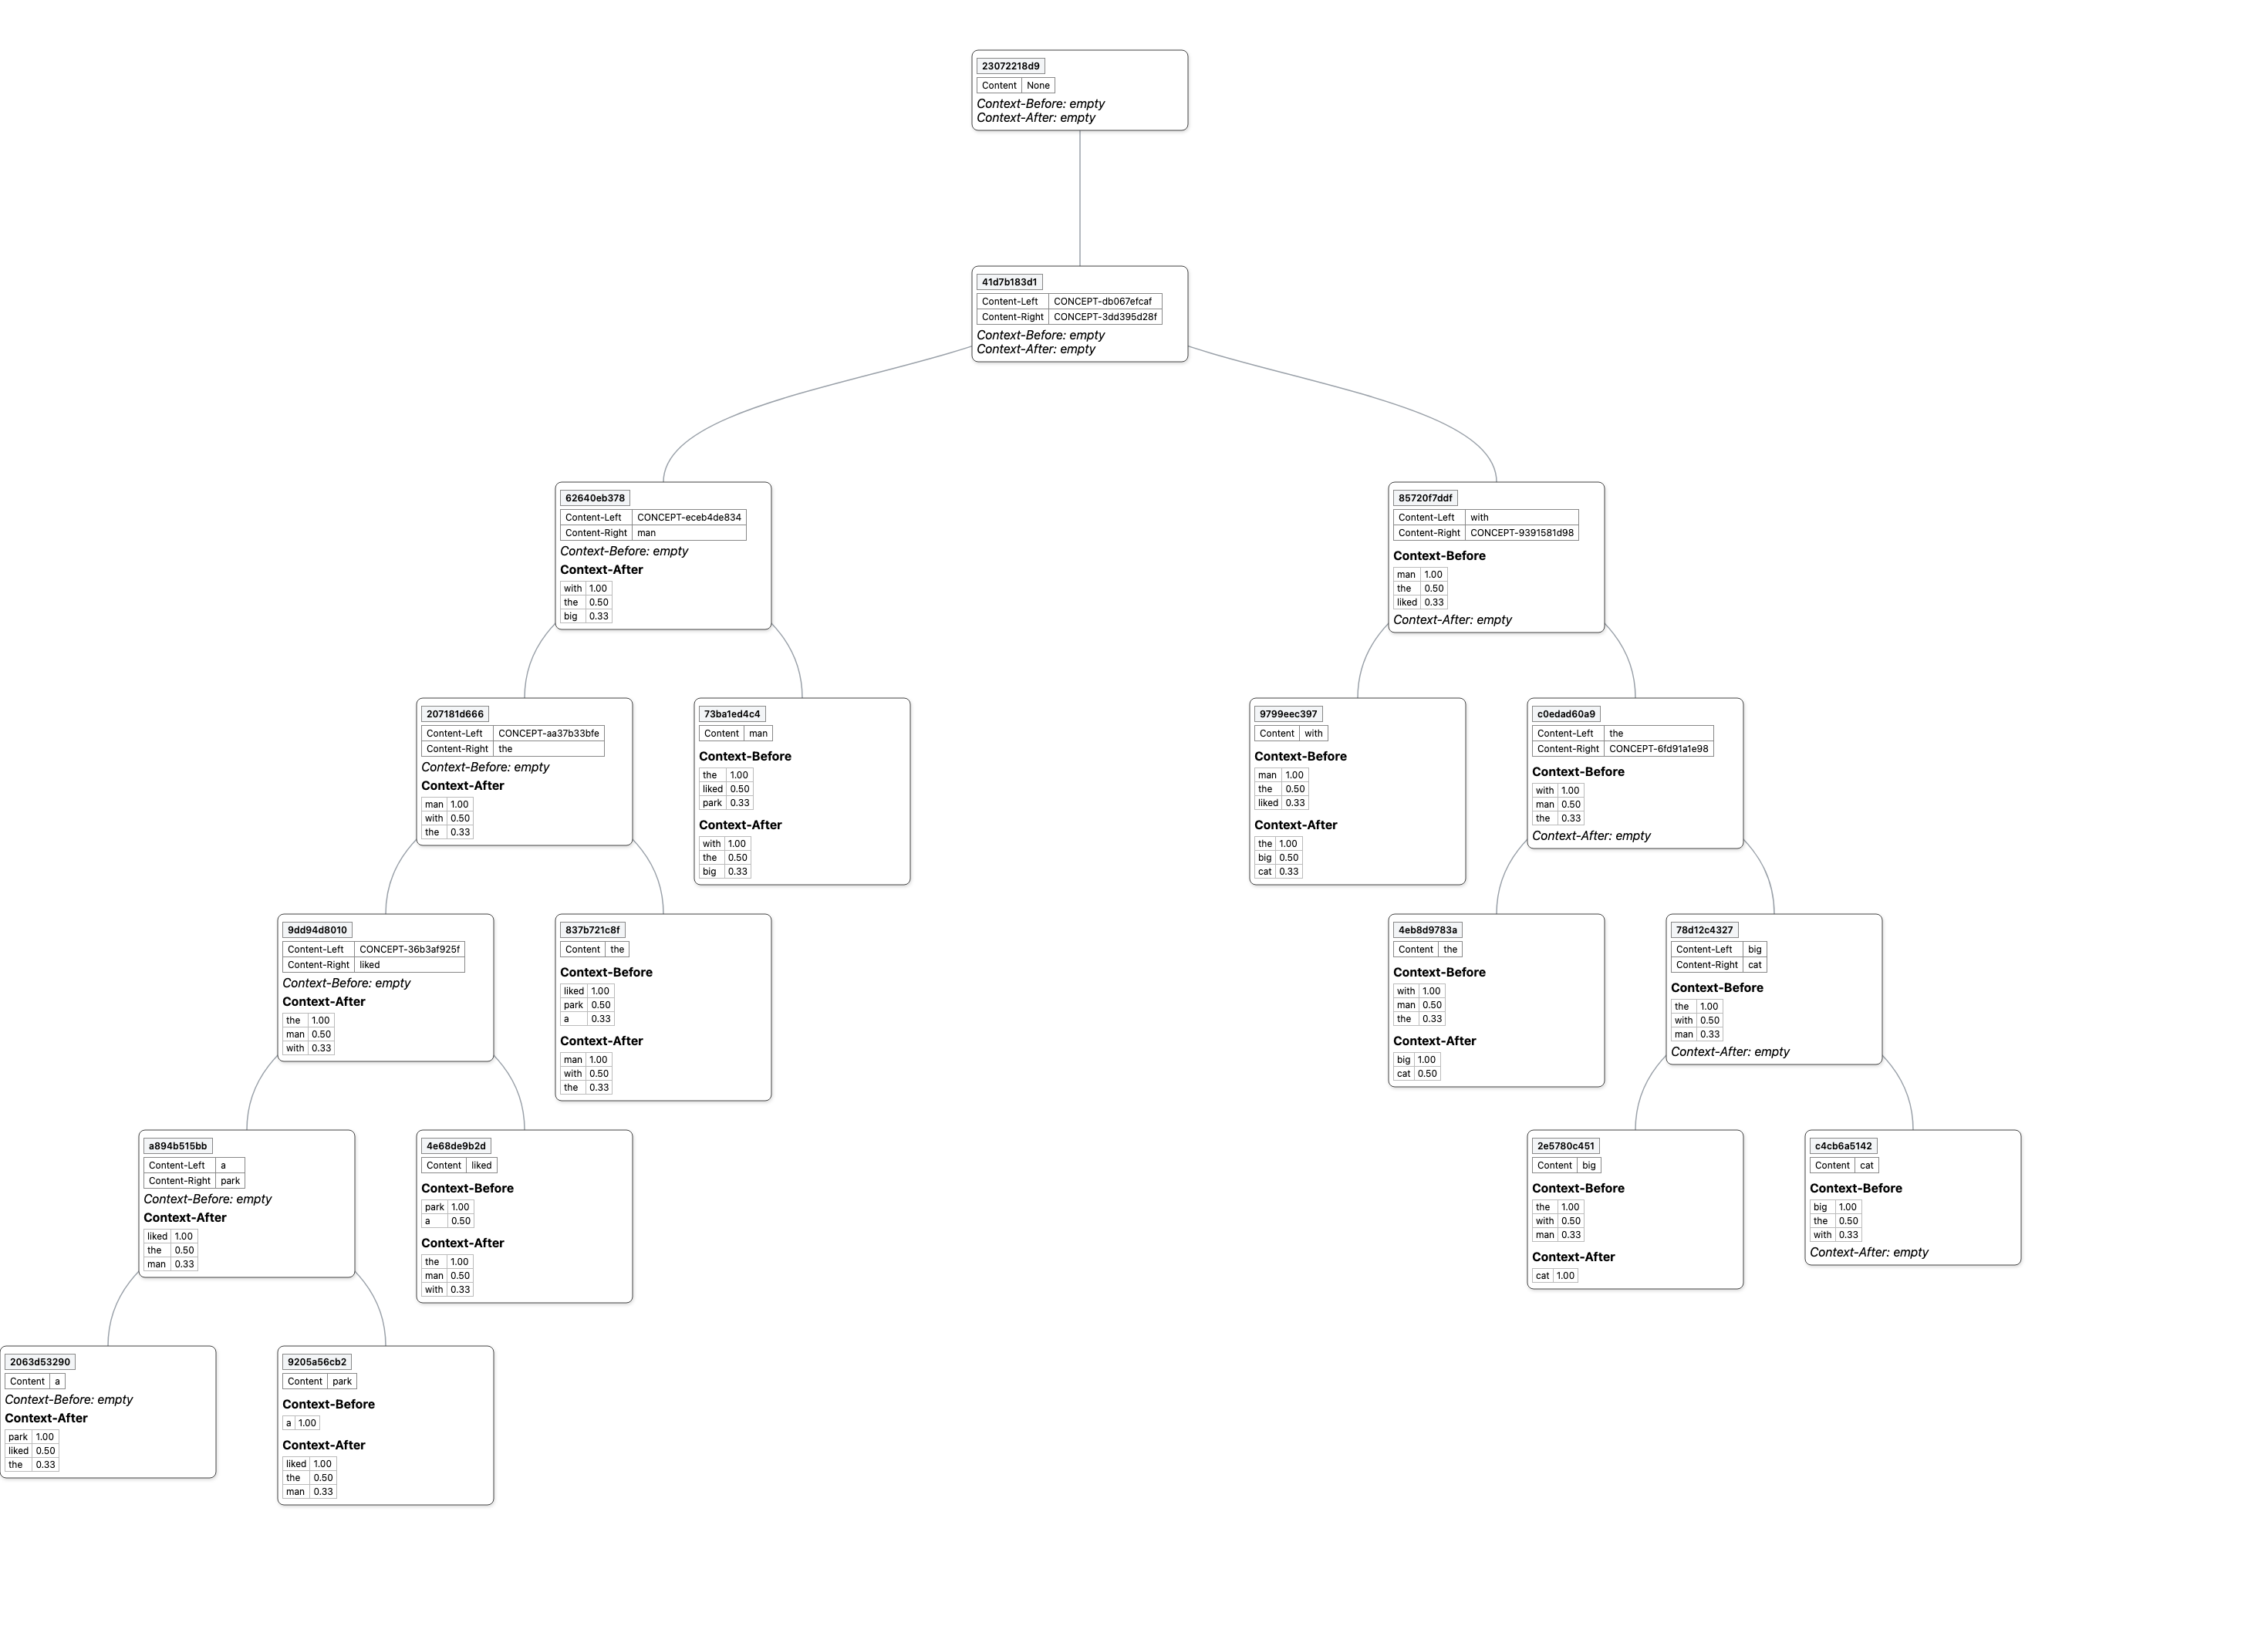 23072218d9
Content None
Context-Before: empty
Context-After: empty
41d7b183d1
Content-Left CONCEPT-db067efcaf
Content-Right CONCEPT-3dd395d28f
Context-Before: empty
Context-After: empty
62640eb378
Content-Left CONCEPT-eceb4de834
Content-Right man
Context-Before: empty
Context-After
with 1.00
the 0.50
big 0.33
85720f7ddf
Content-Left with
Content-Right CONCEPT-9391581d98
Context-Before
man 1.00
the 0.50
liked 0.33
Context-After: empty
207181d666
Content-Left CONCEPT-aa37b33bfe
Content-Right the
Context-Before: empty
Context-After
man 1.00
with 0.50
the 0.33
73ba1ed4c4
Content man
Context-Before
the 1.00
liked 0.50
park 0.33
Context-After
with 1.00
the 0.50
big 0.33
9799eec397
Content with
Context-Before
man 1.00
the 0.50
liked 0.33
Context-After
the 1.00
big 0.50
cat 0.33
c0edad60a9
Content-Left the
Content-Right CONCEPT-6fd91a1e98
Context-Before
with 1.00
man 0.50
the 0.33
Context-After: empty
9dd94d8010
Content-Left CONCEPT-36b3af925f
Content-Right liked
Context-Before: empty
Context-After
the 1.00
man 0.50
with 0.33
837b721c8f
Content the
Context-Before
liked 1.00
park 0.50
a 0.33
Context-After
man 1.00
with 0.50
the 0.33
4eb8d9783a
Content the
Context-Before
with 1.00
man 0.50
the 0.33
Context-After
big 1.00
cat 0.50
78d12c4327
Content-Left big
Content-Right cat
Context-Before
the 1.00
with 0.50
man 0.33
Context-After: empty
a894b515bb
Content-Left a
Content-Right park
Context-Before: empty
Context-After
liked 1.00
the 0.50
man 0.33
4e68de9b2d
Content liked
Context-Before
park 1.00
a 0.50
Context-After
the 1.00
man 0.50
with 0.33
2e5780c451
Content big
Context-Before
the 1.00
with 0.50
man 0.33
Context-After
cat 1.00
c4cb6a5142
Content cat
Context-Before
big 1.00
the 0.50
with 0.33
Context-After: empty
2063d53290
Content a
Context-Before: empty
Context-After
park 1.00
liked 0.50
the 0.33
9205a56cb2
Content park
Context-Before
a 1.00
Context-After
liked 1.00
the 0.50
man 0.33